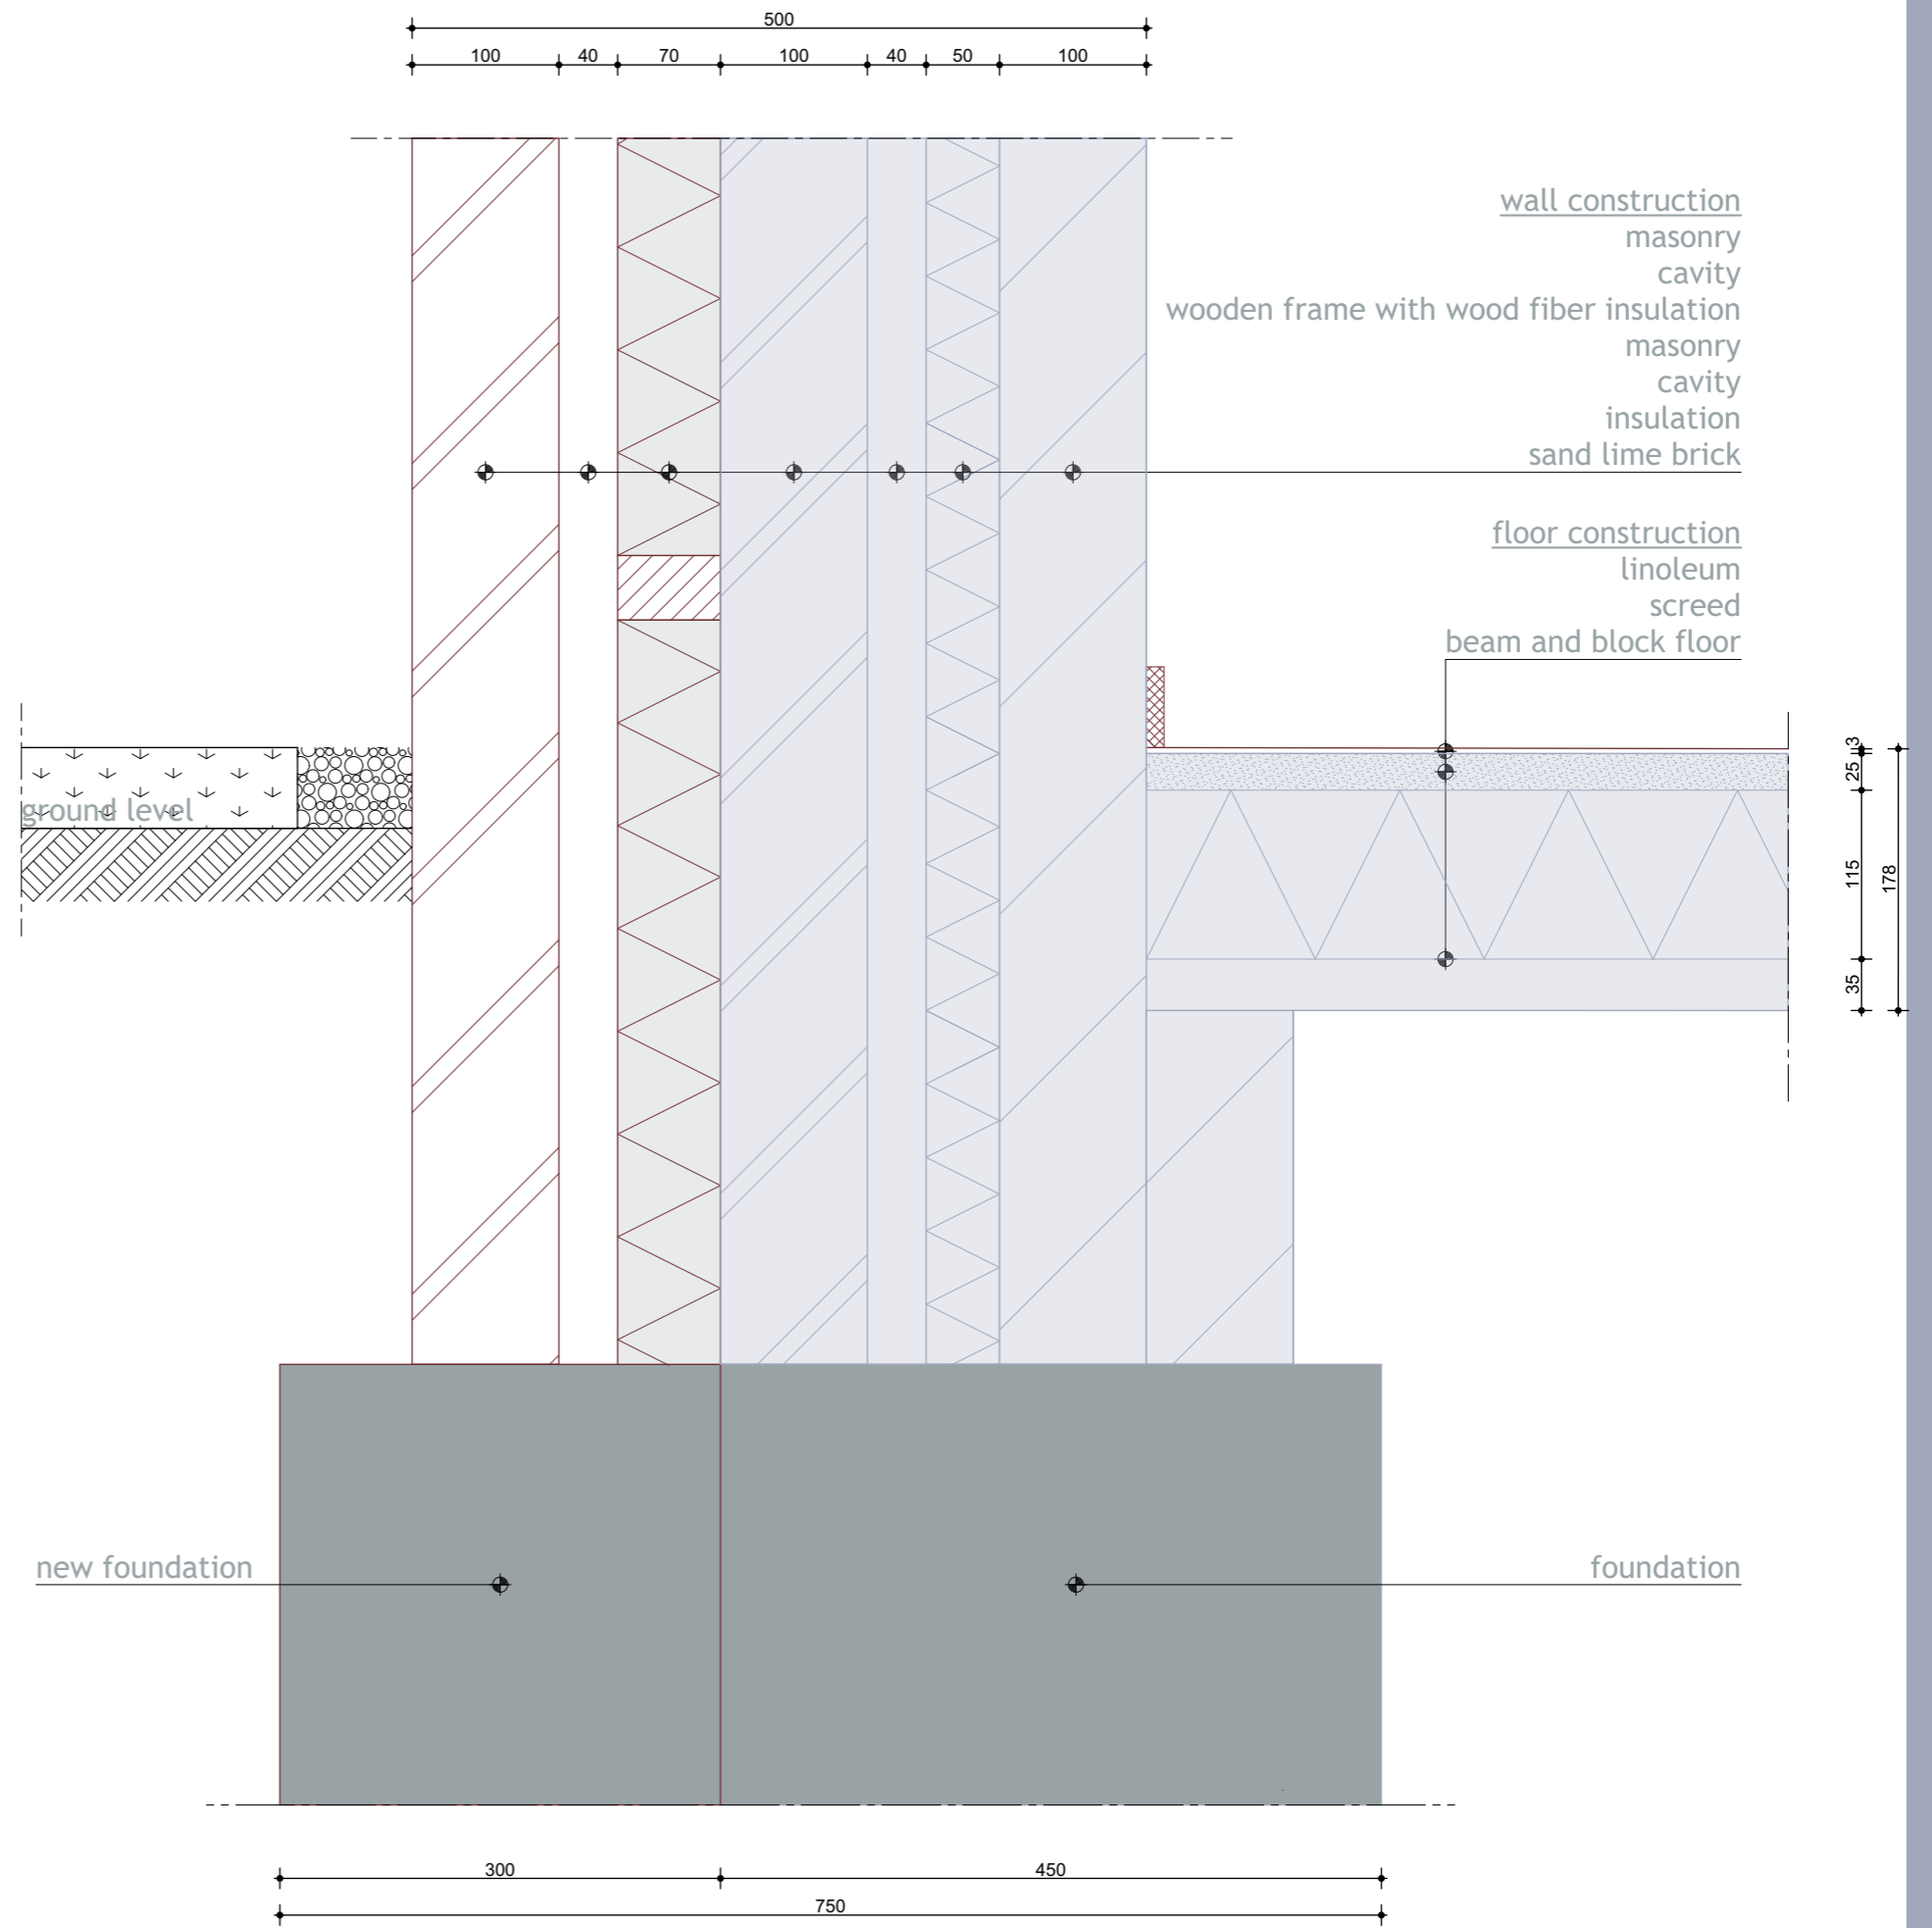 500
100 40 70 100 40 50 100
wall construction
masonry
cavity
wooden frame with wood fiber insulation
masonry
cavity
insulation
sand lime brick
floor construction
linoleum
screed
beam and block floor
ground level
3
25
115
178
35
new foundation
foundation
300 450
750